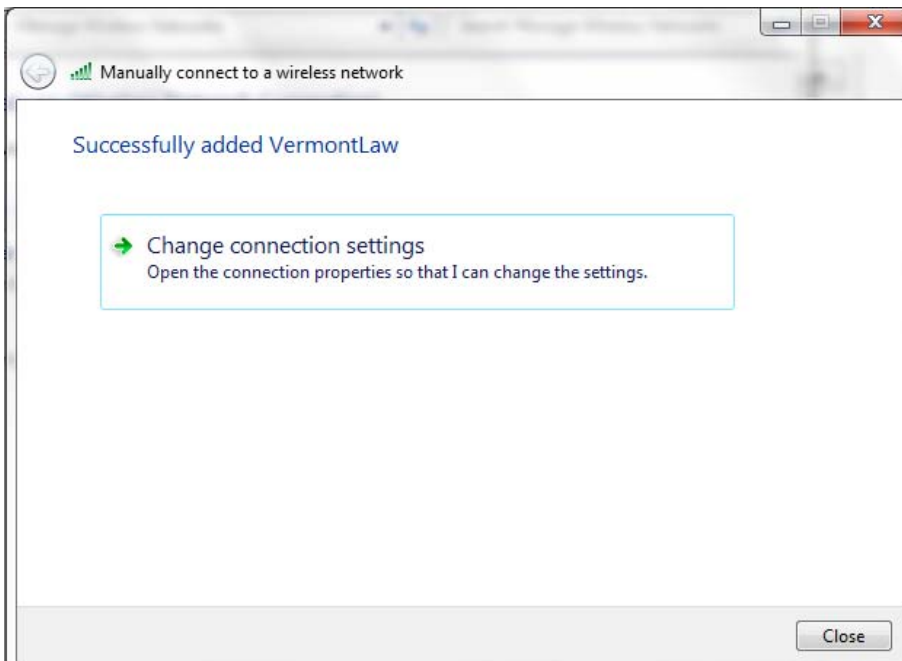 Manually connect to a wireless network
Successfully added VermontLaw
Change connection settings
Open the connection properties so that I can change the settings.
Close